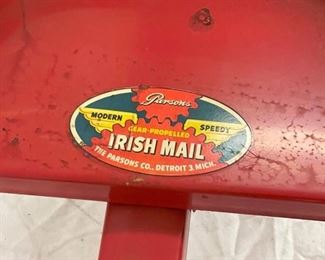 Parsons
MODERN SPEEDY
GEAR-PROPELLED
IRISH MAIL
THE PARSONS CO., DETROIT 3, MICH.